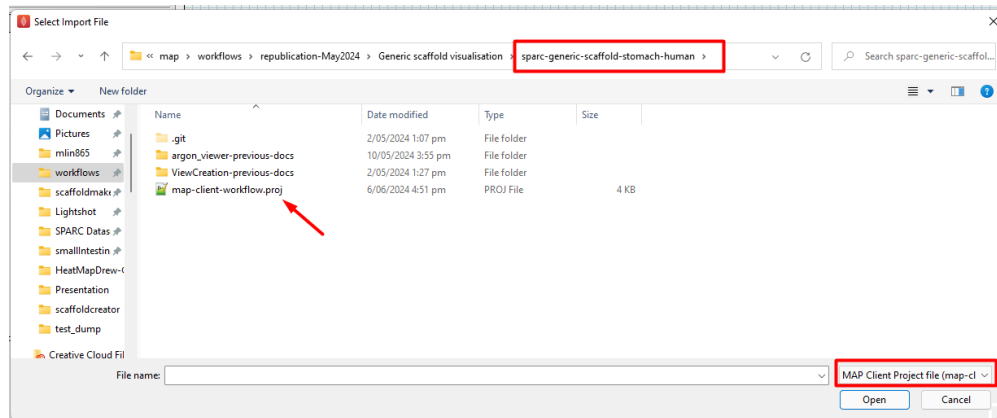 Select Import File
« map > workflows > republication-May2024 > Generic scaffold visualisation > sparc-generic-scaffold-stomach-human >
Search sparc-generic-scaffol...
Organize New folder
Name Date modified Type Size
Documents
Pictures
mlin865
workflows
scaffoldmake
Lightshot
SPARC Datas
smallIntestin
HeatMapDrew-
Presentation
scaffoldcreator
test_dump
Creative Cloud Fil
.git 2/05/2024 1:07 pm File folder
argon_viewer-previous-docs 10/05/2024 3:55 pm File folder
ViewCreation-previous-docs 2/05/2024 1:27 pm File folder
map-client-workflow.proj 6/06/2024 4:51 pm PROJ File 4 KB
File name:
MAP Client Project file (map-cl
Open Cancel